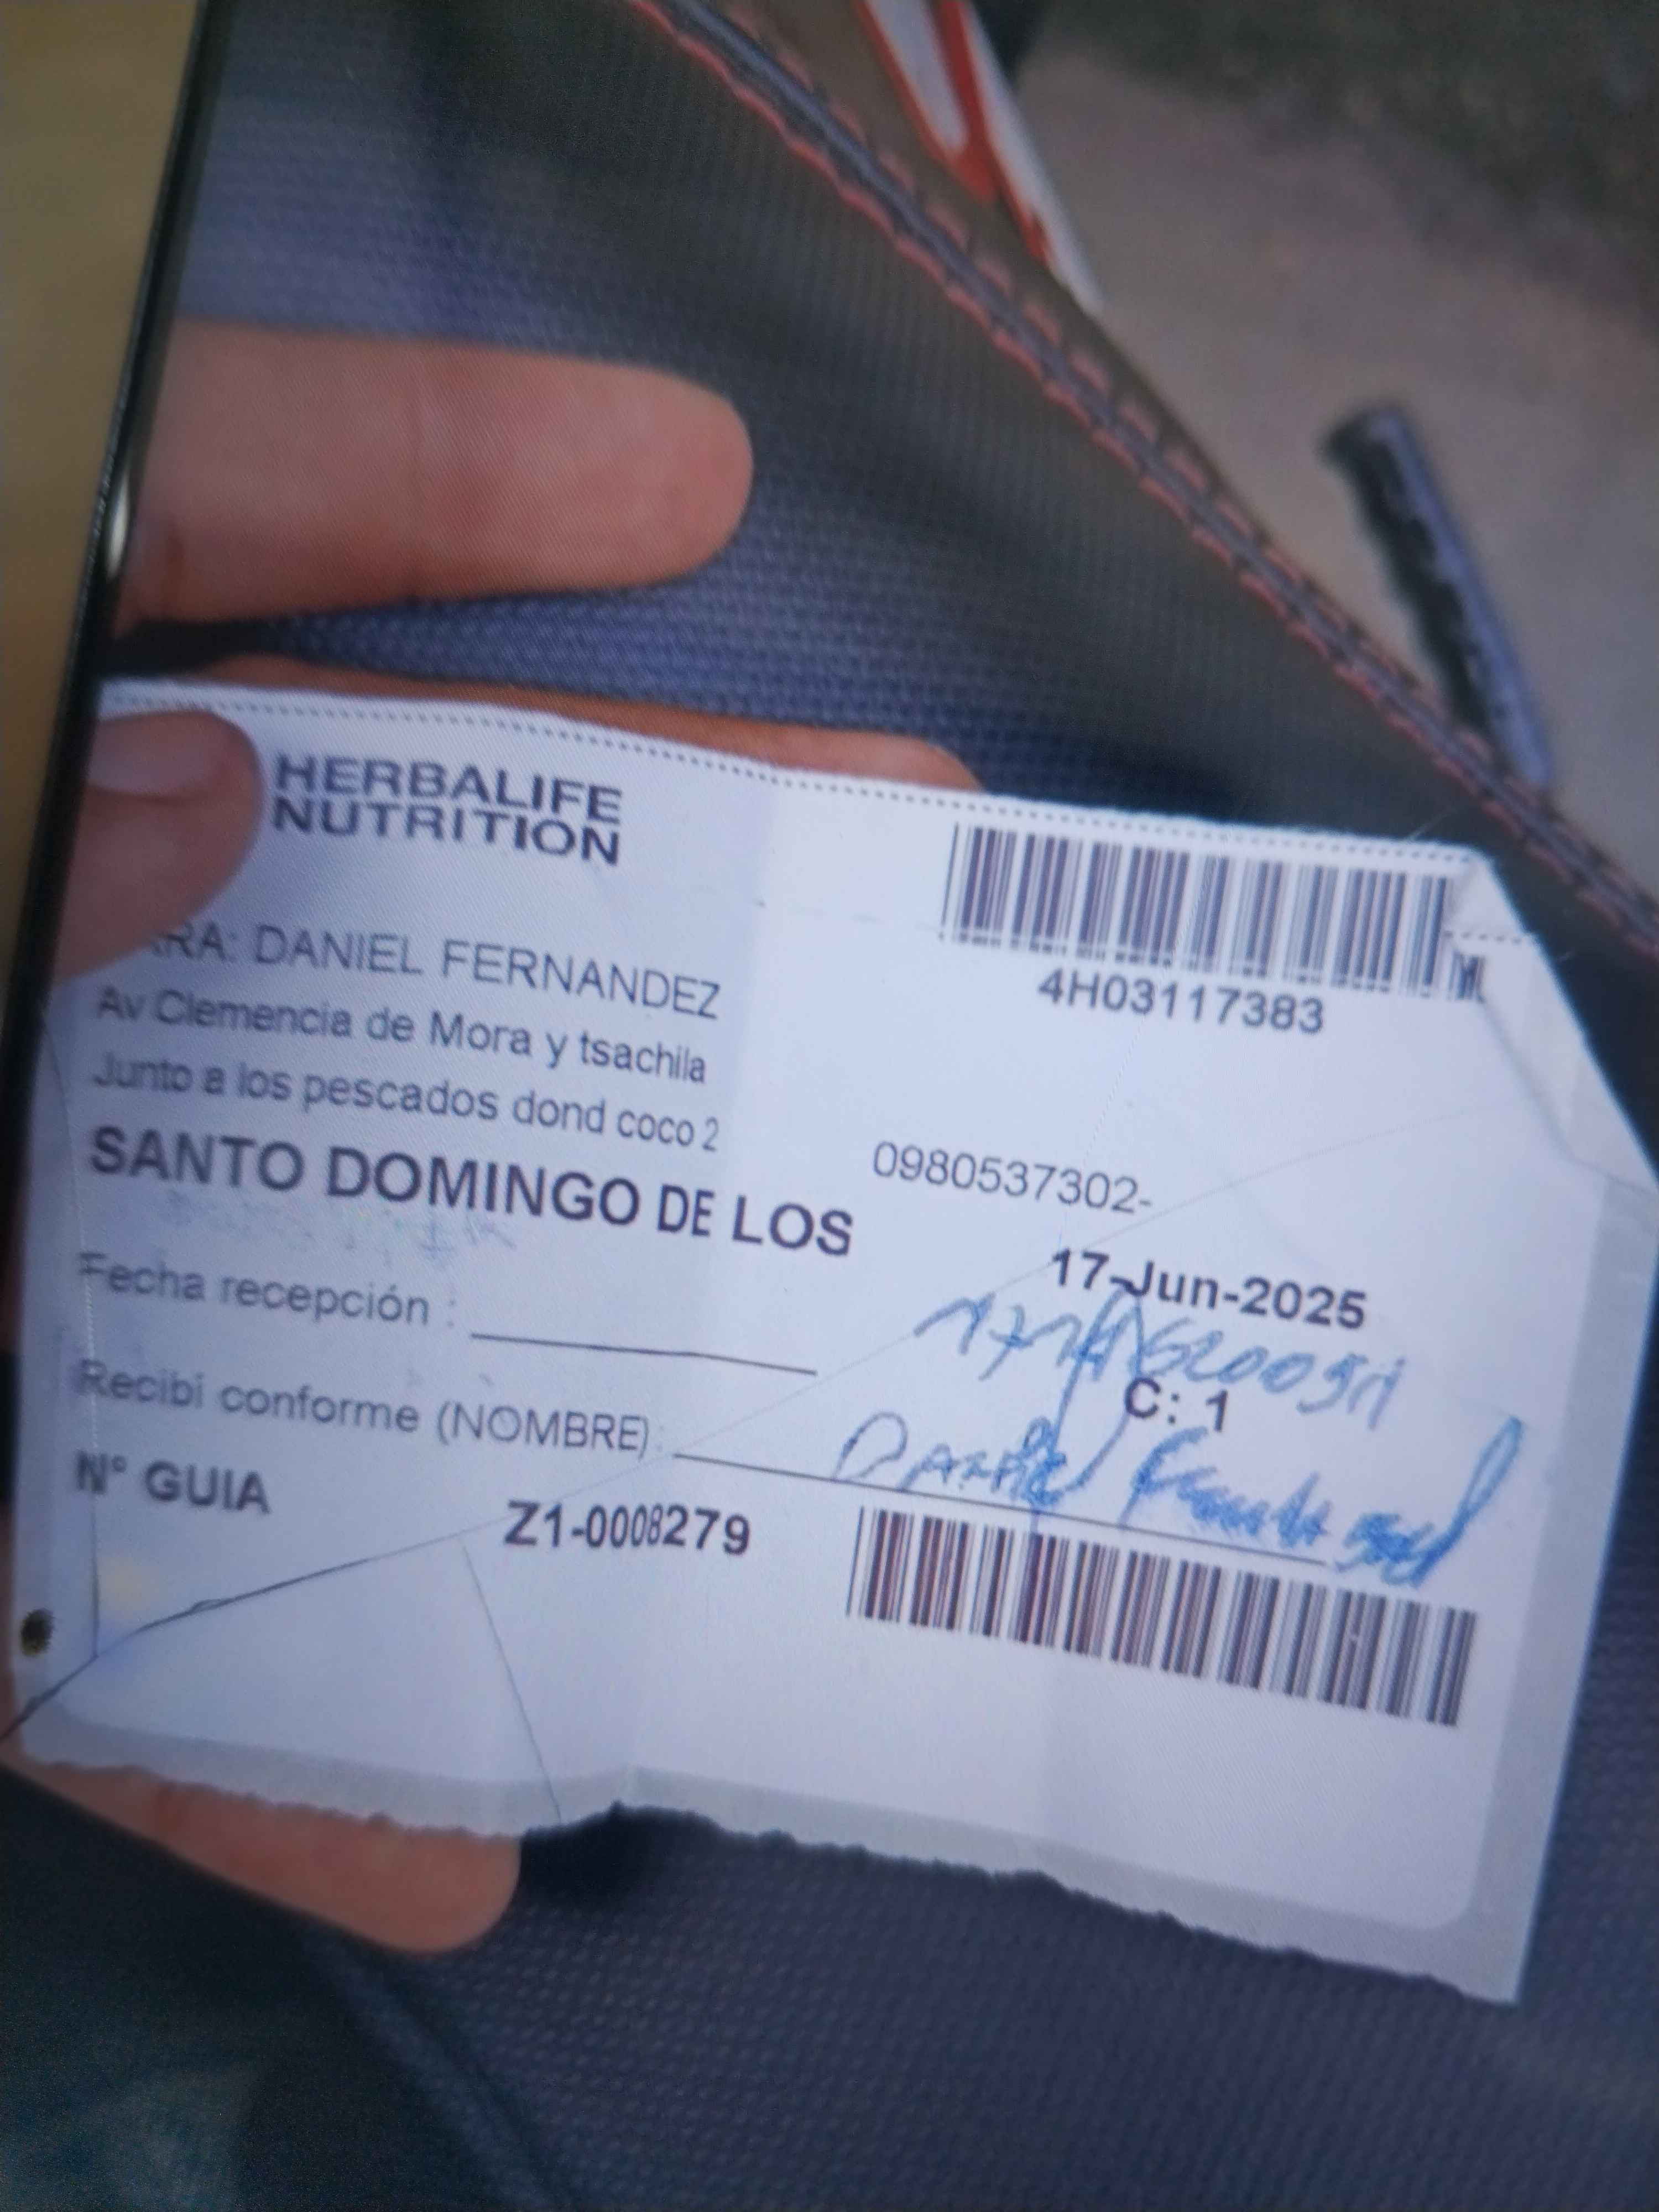 HERBALIFE
NUTRITION
4H03117383
RA: DANIEL FERNANDEZ
Av Clemencia de Mora y tsachila
Junto a los pescados dond coco 2
0980537302-
SANTO DOMINGO DE LOS
17-Jun-2025
Fecha recepción :
C: 1
Recibi conforme (NOMBRE):
N° GUIA
Z1-0008279